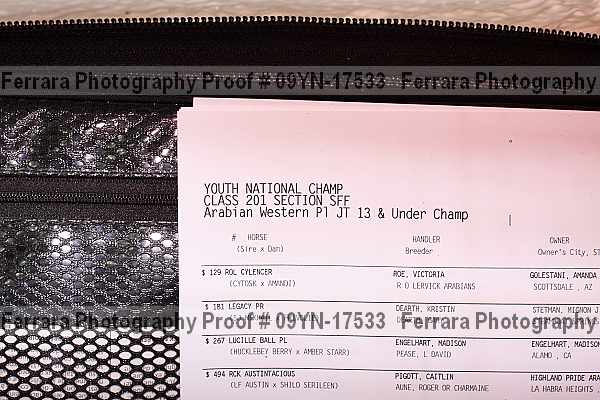 Ferrara Photography Proof # 09YN-17533 Ferrara Photography
YOUTH NATIONAL CHAMP
CLASS 201 SECTION SFF
Arabian Western Pl JT 13 & Under Champ
# HORSE HANDLER OWNER
(Sire x Dam) Breeder Owner's City, ST
$ 129 ROL CYLENCER ROE, VICTORIA GOLESTANI, AMANDA
(CYTOSK x AMANDI) R O LERVICK ARABIANS SCOTTSDALE , AZ
$ 181 LEGACY PR DEARTH, KRISTIN STETMAN, MIGNON J
Ferrara Photography Proof # 09YN-17533 Ferrara Photography
$ 267 LUCILLE BALL PL ENGELHART, MADISON ENGELHART, MADISON
(HUCKLEBEY BERRY x AMBER STARR) PEASE, L DAVID ALAMO , CA
$ 494 RCK AUSTINTACIOUS PIGOTT, CAITLIN HIGHLAND PRIDE ARA
(LF AUSTIN x SHILO SERILEEN) AUNE, ROGER OR CHARMAINE LA HABRA HEIGHTS ,